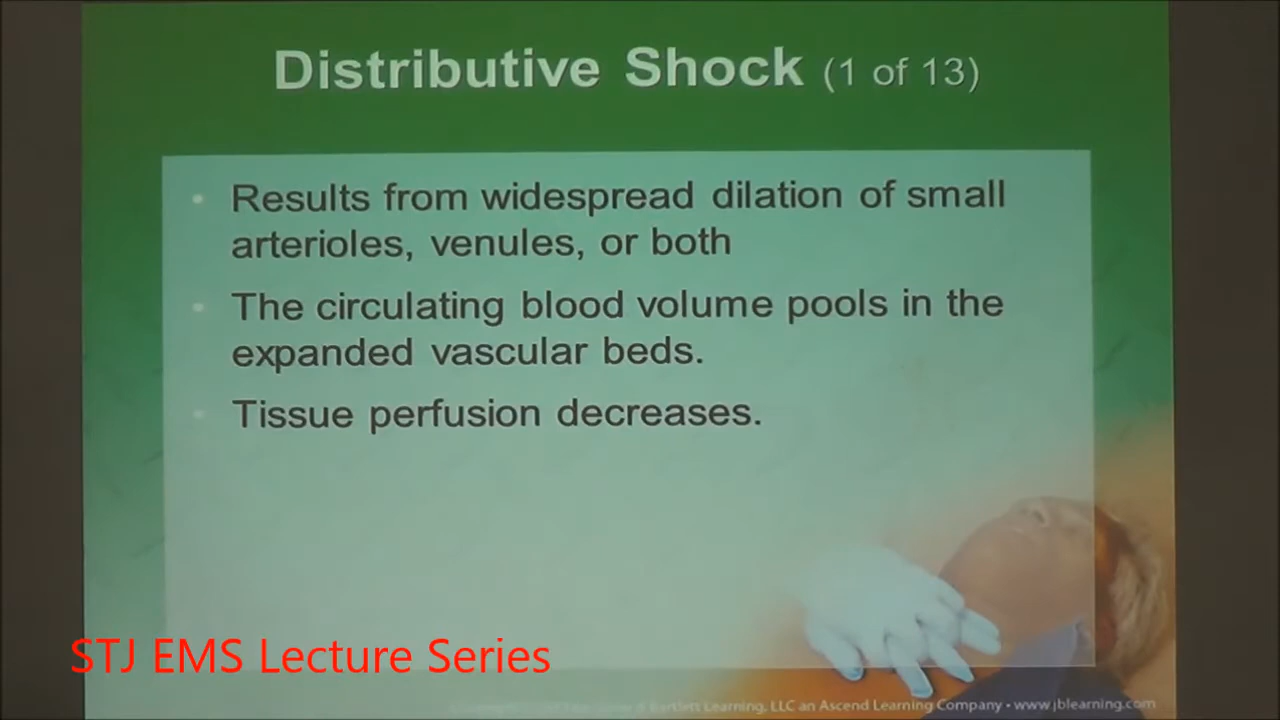 Distributive Shock (1 of 13)
• Results from widespread dilation of small
arterioles, venules, or both
• The circulating blood volume pools in the
expanded vascular beds.
• Tissue perfusion decreases.
STJ EMS Lecture Series
Bartlett Learning, LLC an Ascend Learning Company • www.jblearning.com